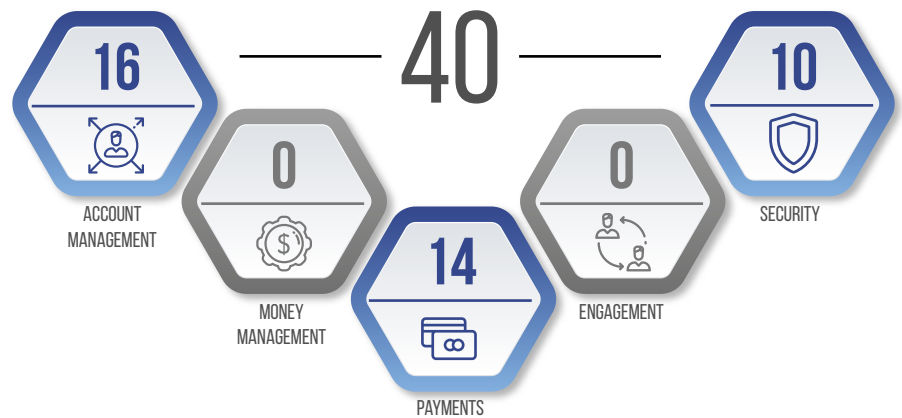 40
16
ACCOUNT
MANAGEMENT
0
$
MONEY
MANAGEMENT
14
PAYMENTS
0
ENGAGEMENT
10
SECURITY